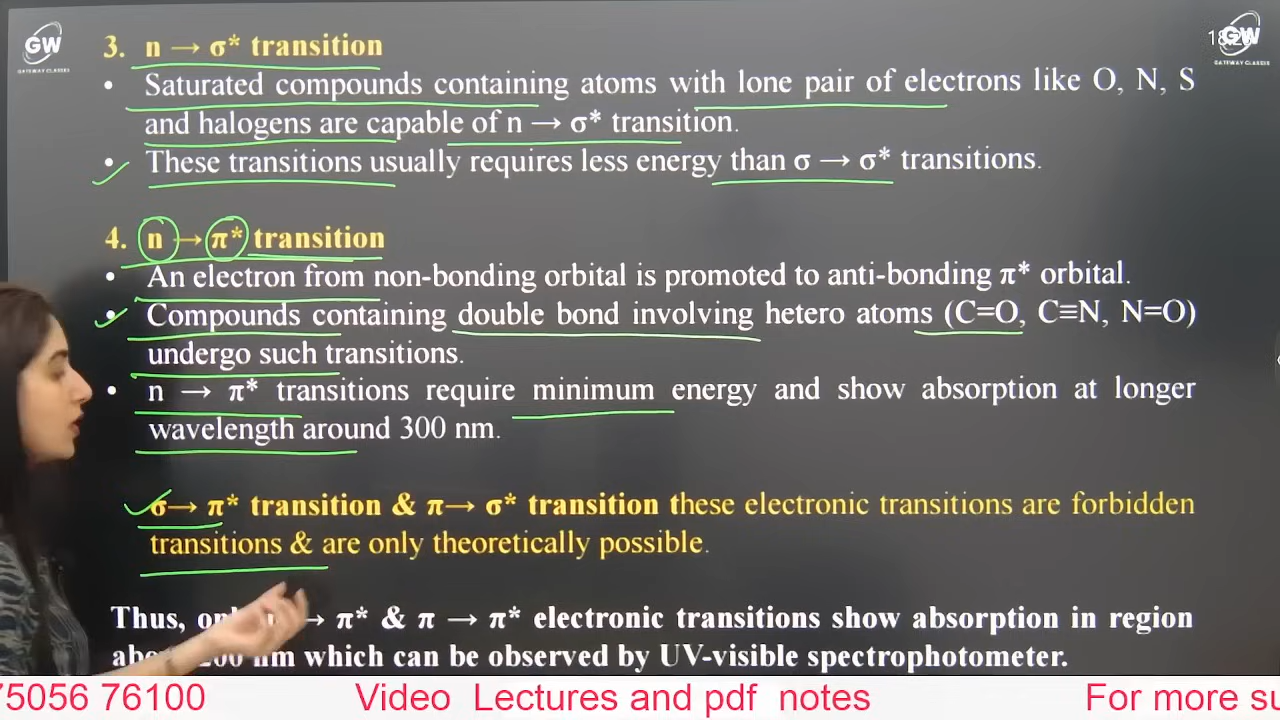 GW
GATEWAY CLASSES
3. n → σ* transition
• Saturated compounds containing atoms with lone pair of electrons like O, N, S
and halogens are capable of n → σ* transition.
• These transitions usually requires less energy than σ → σ* transitions.
4. n → π* transition
• An electron from non-bonding orbital is promoted to anti-bonding π* orbital.
• Compounds containing double bond involving hetero atoms (C=O, C≡N, N=O)
undergo such transitions.
• n → π* transitions require minimum energy and show absorption at longer
wavelength around 300 nm.
σ→ π* transition & π→ σ* transition these electronic transitions are forbidden
transitions & are only theoretically possible.
Thus, → π* & π → π* electronic transitions show absorption in region
nm which can be observed by UV-visible spectrophotometer.
GW
GATEWAY CLASSES
75056 76100 Video Lectures and pdf notes For more